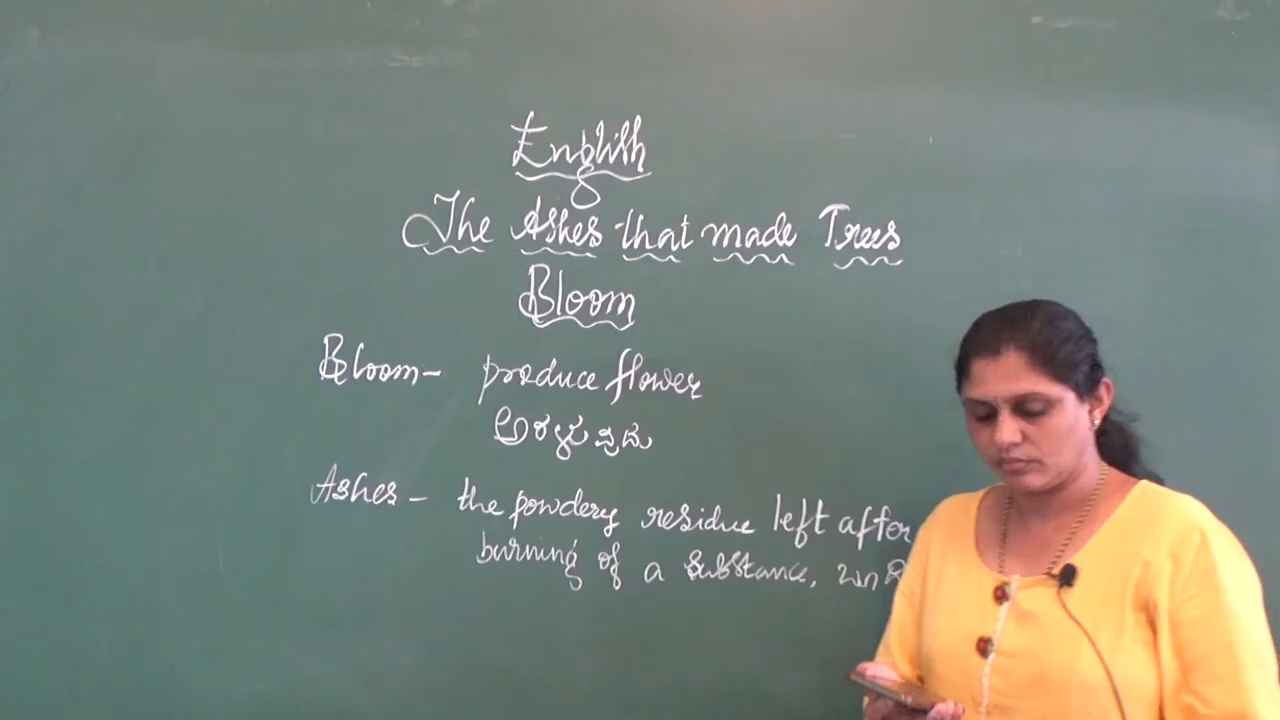 English
The Ashes that made Trees
Bloom
Bloom - produce flower
ಅರಳುವುದು
Ashes - the powdery residue left after
burning of a substance,